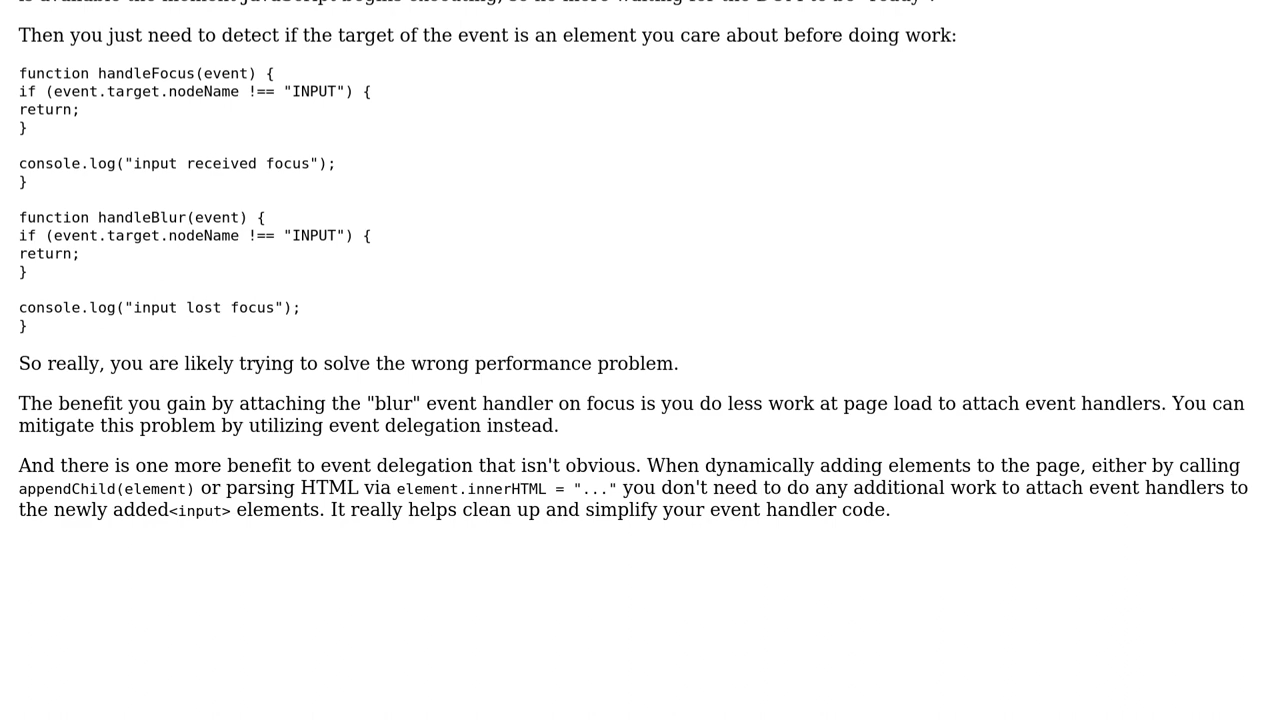 Then you just need to detect if the target of the event is an element you care about before doing work:
function handleFocus(event) {
if (event.target.nodeName !== "INPUT") {
return;
}
console.log("input received focus");
}
function handleBlur(event) {
if (event.target.nodeName !== "INPUT") {
return;
}
console.log("input lost focus");
}
So really, you are likely trying to solve the wrong performance problem.
The benefit you gain by attaching the "blur" event handler on focus is you do less work at page load to attach event handlers. You can
mitigate this problem by utilizing event delegation instead.
And there is one more benefit to event delegation that isn't obvious. When dynamically adding elements to the page, either by calling
appendChild(element) or parsing HTML via element.innerHTML = "..." you don't need to do any additional work to attach event handlers to
the newly added<input> elements. It really helps clean up and simplify your event handler code.